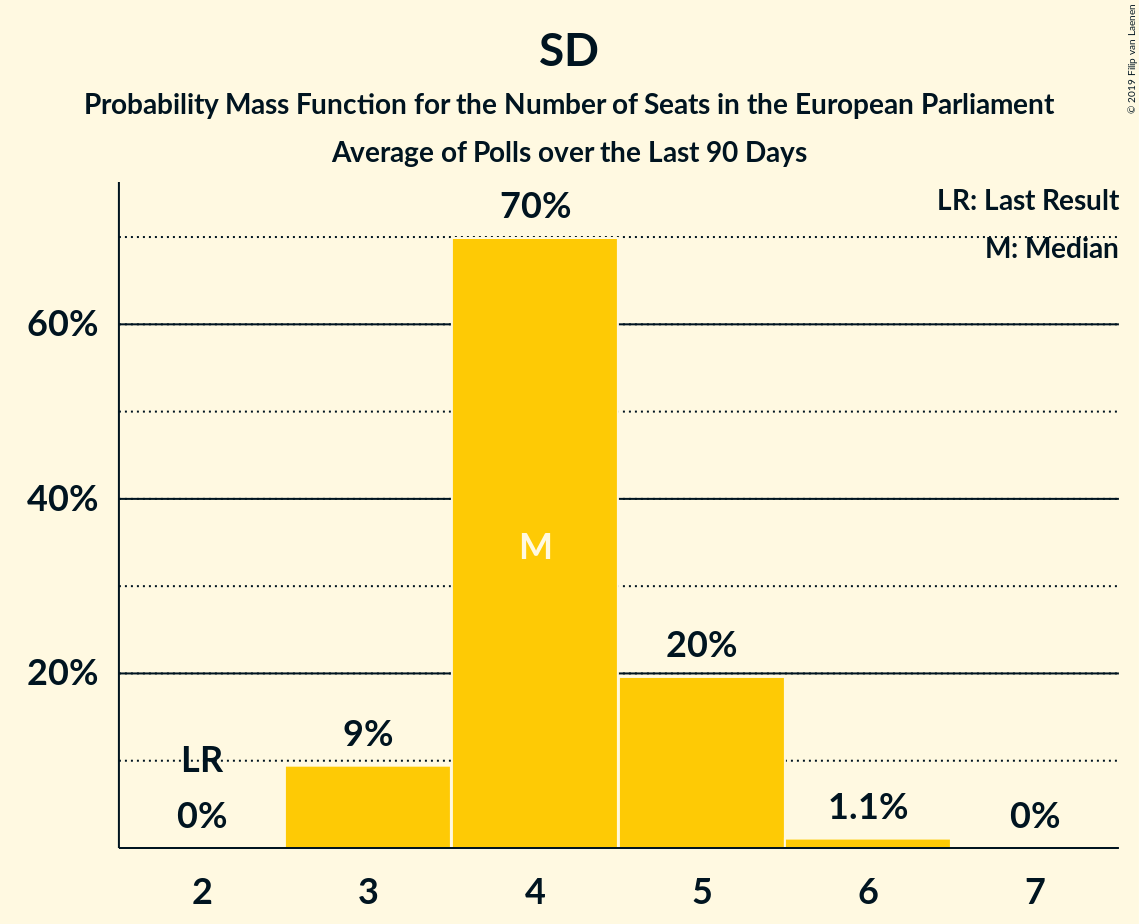 SD
Probability Mass Function for the Number of Seats in the European Parliament
Average of Polls over the Last 90 Days
© 2019 Filip van Laenen
LR: Last Result
M: Median
60%
40%
20%
70%
M
20%
9%
LR
0%
1.1%
0%
2 3 4 5 6 7